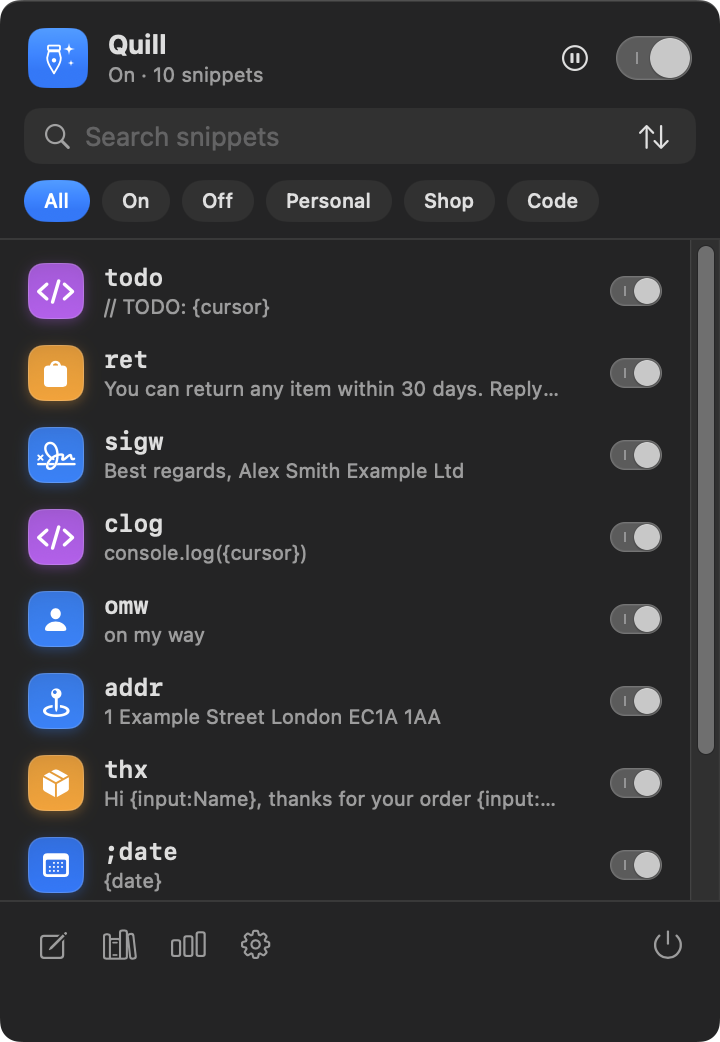 Quill
On · 10 snippets
Search snippets
All On Off Personal Shop Code
todo
// TODO: {cursor}
ret
You can return any item within 30 days. Reply…
sigw
Best regards, Alex Smith Example Ltd
clog
console.log({cursor})
omw
on my way
addr
1 Example Street London EC1A 1AA
thx
Hi {input:Name}, thanks for your order {input:…
;date
{date}